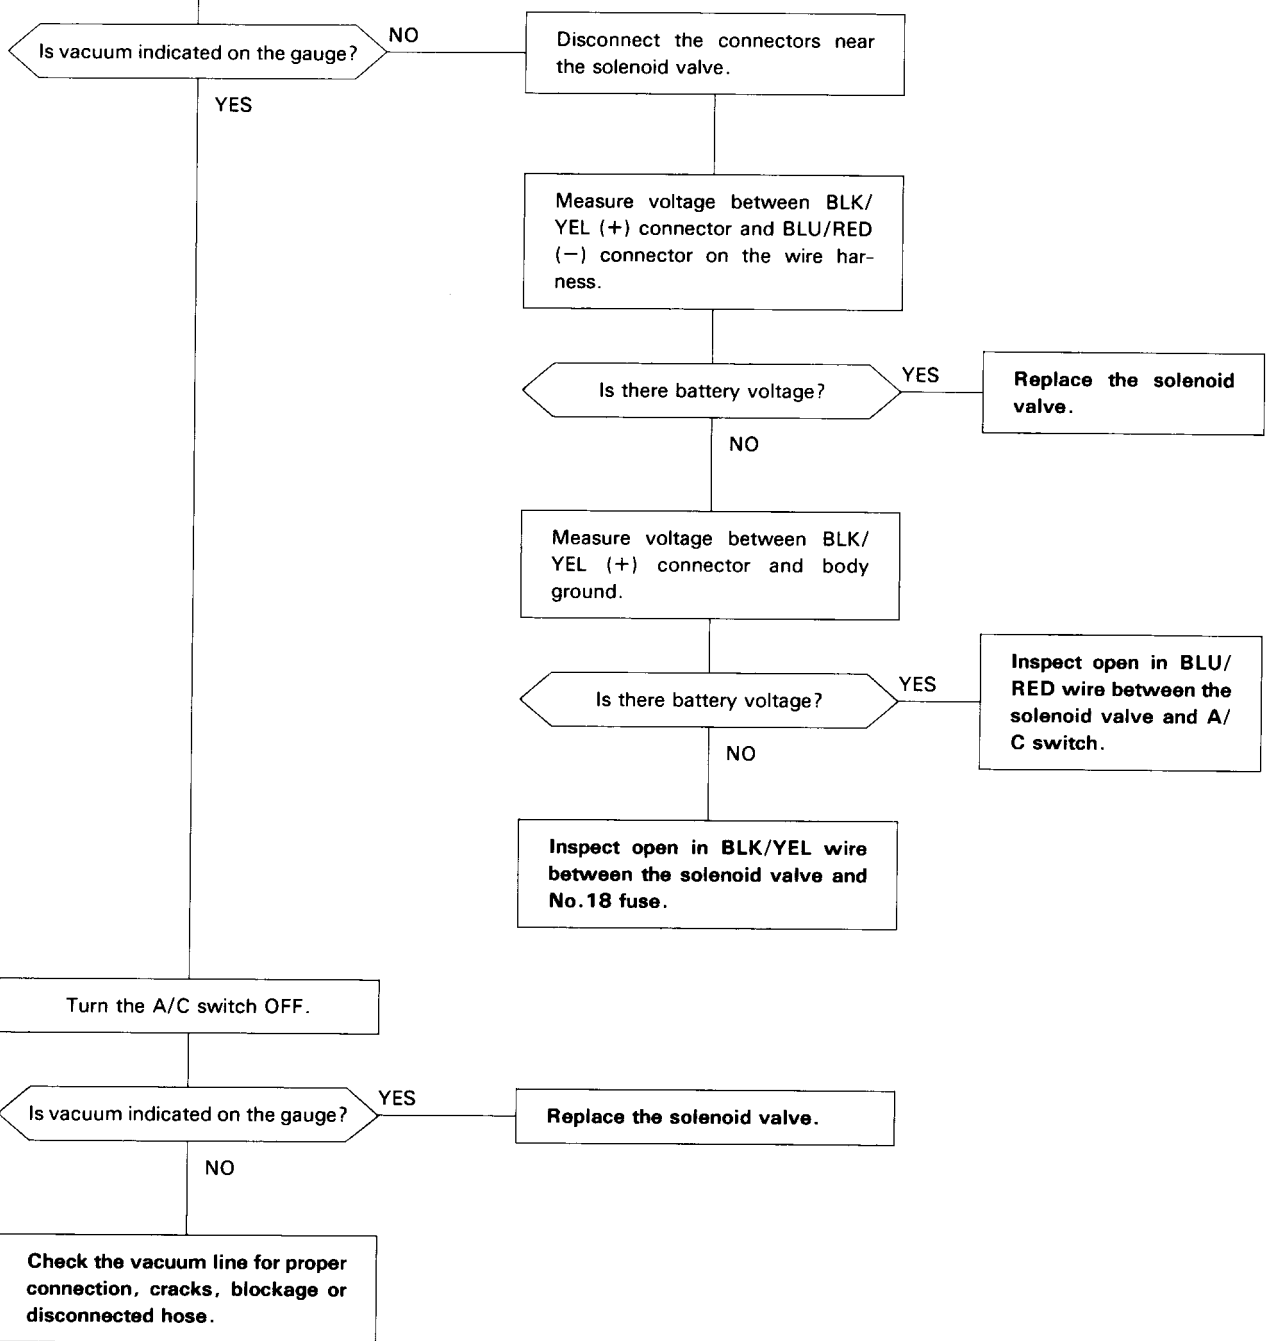 Is vacuum indicated on the gauge?
NO
YES
Disconnect the connectors near
the solenoid valve.
Measure voltage between BLK/
YEL (+) connector and BLU/RED
(−) connector on the wire har-
ness.
Is there battery voltage?
YES
Replace the solenoid
valve.
NO
Measure voltage between BLK/
YEL (+) connector and body
ground.
Is there battery voltage?
YES
Inspect open in BLU/
RED wire between the
solenoid valve and A/
C switch.
NO
Inspect open in BLK/YEL wire
between the solenoid valve and
No.18 fuse.
Turn the A/C switch OFF.
Is vacuum indicated on the gauge?
YES
Replace the solenoid valve.
NO
Check the vacuum line for proper
connection, cracks, blockage or
disconnected hose.